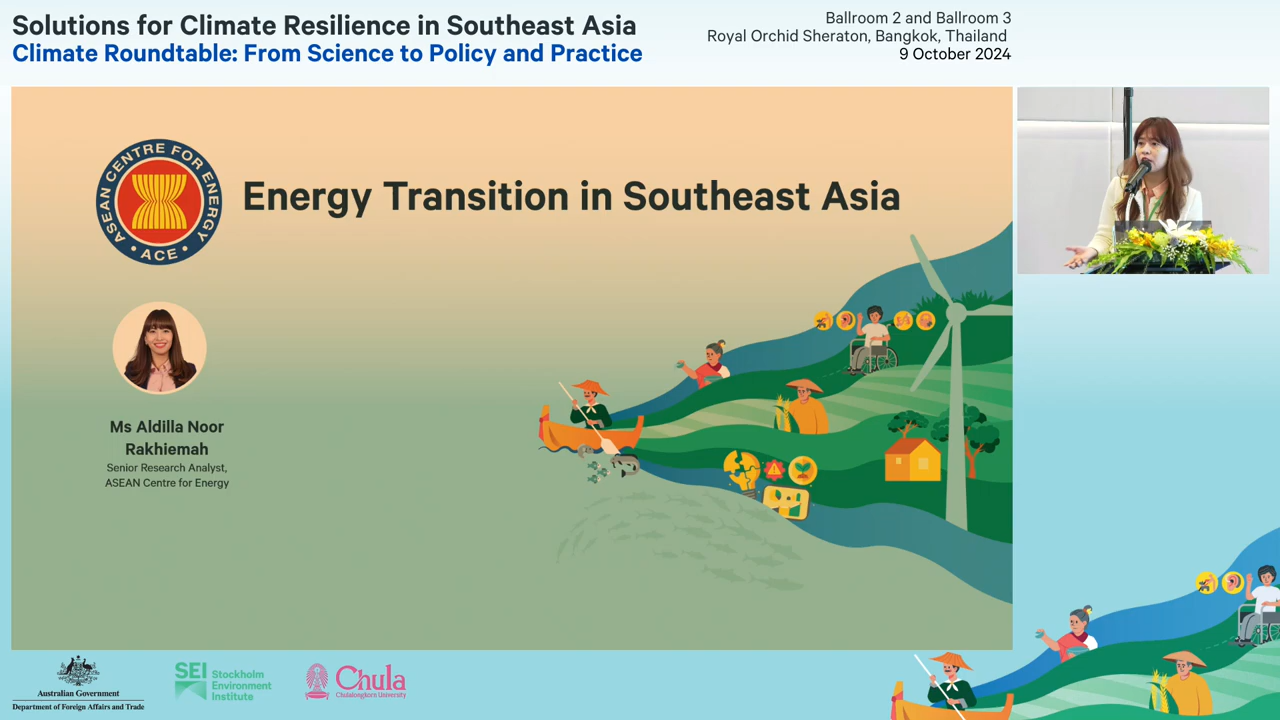 Solutions for Climate Resilience in Southeast Asia
Climate Roundtable: From Science to Policy and Practice
Ballroom 2 and Ballroom 3
Royal Orchid Sheraton, Bangkok, Thailand
9 October 2024
ASEAN CENTRE FOR ENERGY
• ACE •
Energy Transition in Southeast Asia
Ms Aldilla Noor
Rakhiemah
Senior Research Analyst,
ASEAN Centre for Energy
Australian Government
Department of Foreign Affairs and Trade
SEI Stockholm
Environment
Institute
Chula
Chulalongkorn University